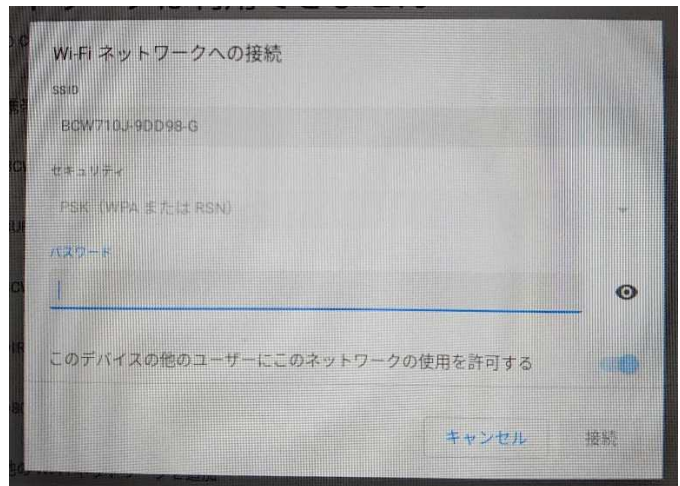 Wi-Fi ネットワークへの接続
SSID
BCW710J-9DD98-G
セキュリティ
PSK（WPA または RSN）
パスワード
このデバイスの他のユーザーにこのネットワークの使用を許可する
キャンセル
接続